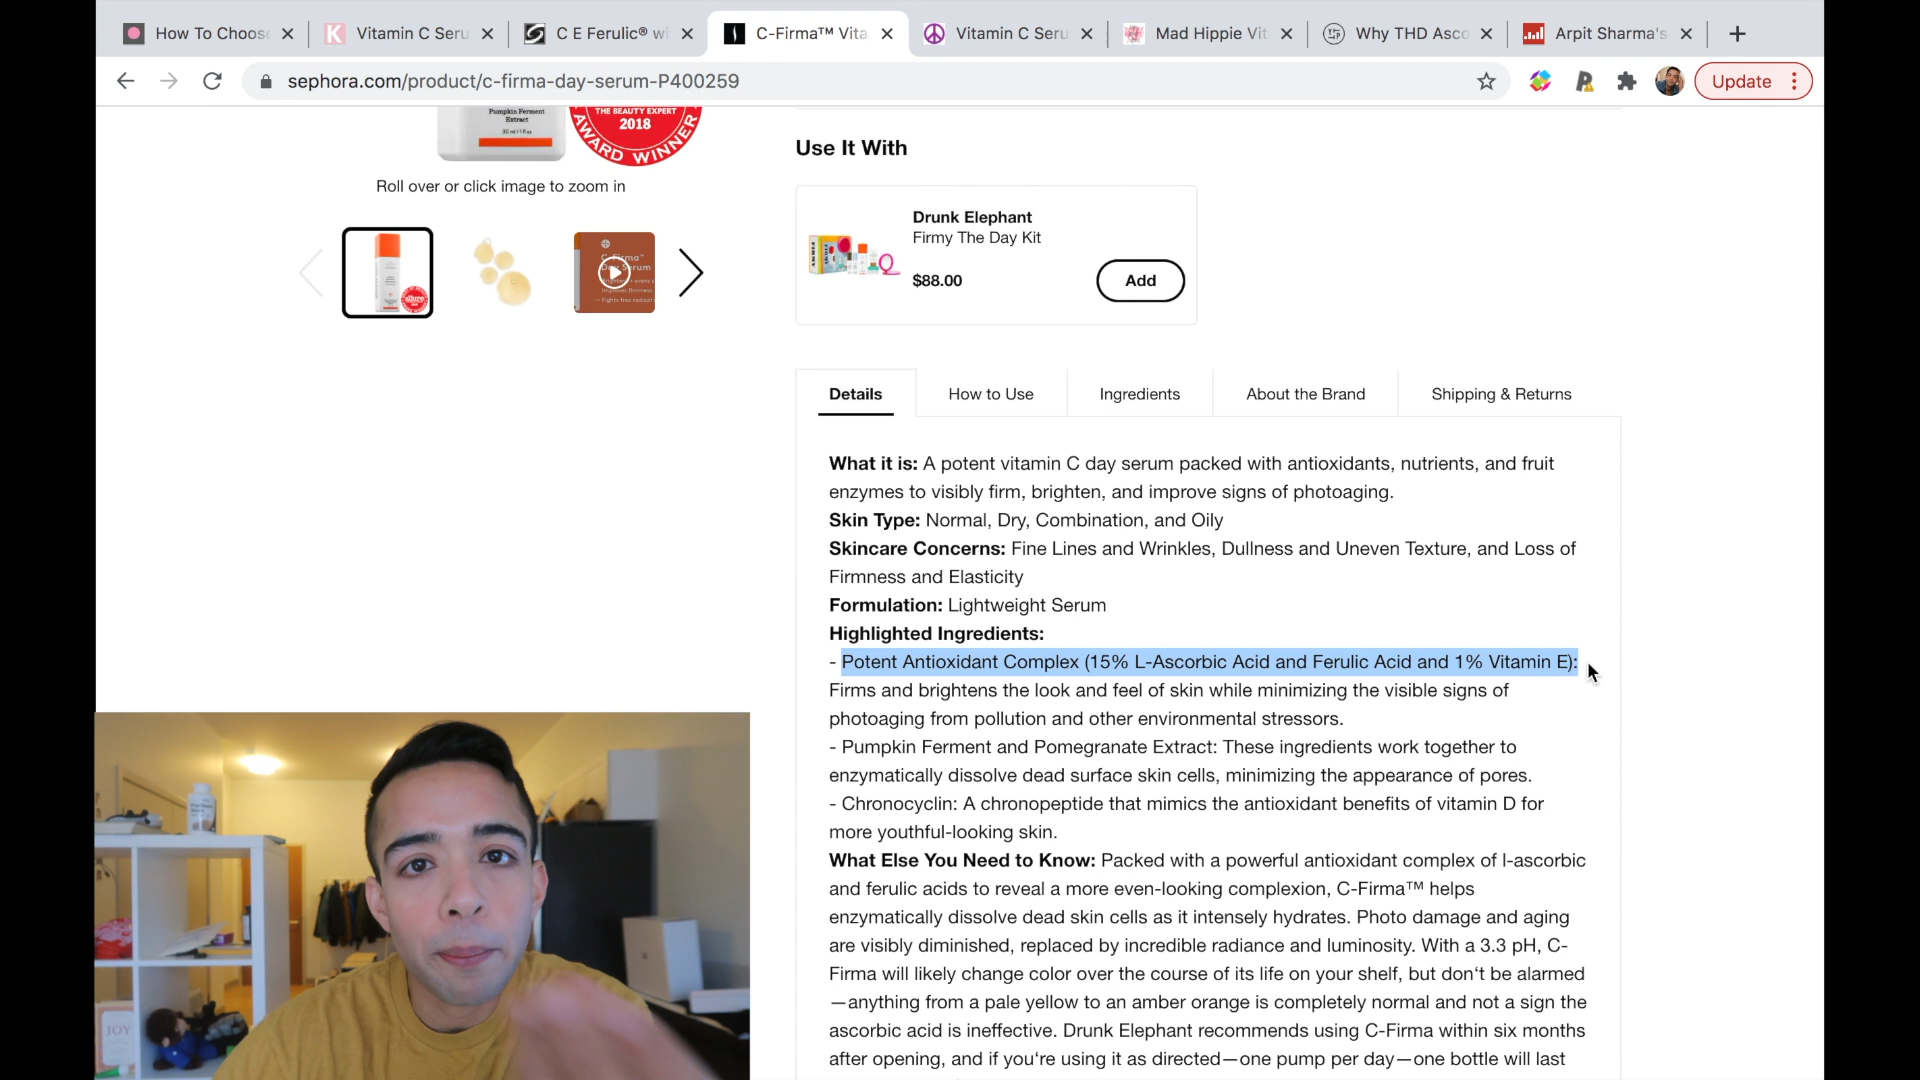 How To Choos
Vitamin C Seru
C E Ferulic® wi
C-Firma™ Vita
Vitamin C Seru
Mad Hippie Vit
Why THD Asco
Arpit Sharma's
sephora.com/product/c-firma-day-serum-P400259
Update
Pumpkin Ferment
Extract
THE BEAUTY EXPERT
2018
AWARD WINNER
Roll over or click image to zoom in
C-Firma™
Day Serum
allure
Use It With
Drunk Elephant
Firmy The Day Kit
$88.00
Add
Details
How to Use
Ingredients
About the Brand
Shipping & Returns
What it is: A potent vitamin C day serum packed with antioxidants, nutrients, and fruit
enzymes to visibly firm, brighten, and improve signs of photoaging.
Skin Type: Normal, Dry, Combination, and Oily
Skincare Concerns: Fine Lines and Wrinkles, Dullness and Uneven Texture, and Loss of
Firmness and Elasticity
Formulation: Lightweight Serum
Highlighted Ingredients:
- Potent Antioxidant Complex (15% L-Ascorbic Acid and Ferulic Acid and 1% Vitamin E):
Firms and brightens the look and feel of skin while minimizing the visible signs of
photoaging from pollution and other environmental stressors.
- Pumpkin Ferment and Pomegranate Extract: These ingredients work together to
enzymatically dissolve dead surface skin cells, minimizing the appearance of pores.
- Chronocyclin: A chronopeptide that mimics the antioxidant benefits of vitamin D for
more youthful-looking skin.
What Else You Need to Know: Packed with a powerful antioxidant complex of l-ascorbic
and ferulic acids to reveal a more even-looking complexion, C-Firma™ helps
enzymatically dissolve dead skin cells as it intensely hydrates. Photo damage and aging
are visibly diminished, replaced by incredible radiance and luminosity. With a 3.3 pH, C-
Firma will likely change color over the course of its life on your shelf, but don't be alarmed
—anything from a pale yellow to an amber orange is completely normal and not a sign the
ascorbic acid is ineffective. Drunk Elephant recommends using C-Firma within six months
after opening, and if you're using it as directed—one pump per day—one bottle will last
JOY